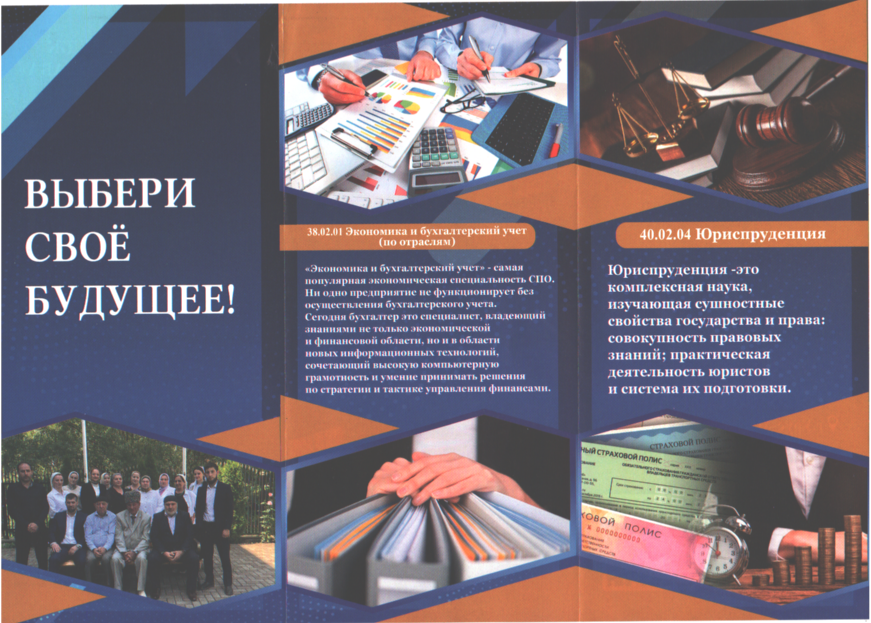 ВЫБЕРИ
СВОЁ
БУДУЩЕЕ!
38.02.01 Экономика и бухгалтерский учет
(по отраслям)
«Экономика и бухгалтерский учет» - самая
популярная экономическая специальность СПО.
Ни одно предприятие не функционирует без
осуществления бухгалтерского учета.
Сегодня бухгалтер это специалист, владеющий
знаниями не только экономической
и финансовой области, но и в области
новых информационных технологий,
сочетающий высокую компьютерную
грамотность и умение принимать решения
по стратегии и тактике управления финансами.
40.02.04 Юриспруденция
Юриспруденция -это
комплексная наука,
изучающая сущностные
свойства государства и права:
совокупность правовых
знаний; практическая
деятельность юристов
и система их подготовки.
СТРАХОВОЙ ПОЛИС
НЫЙ СТРАХОВОЙ ПОЛИС
ХОВОЙ ПОЛИС